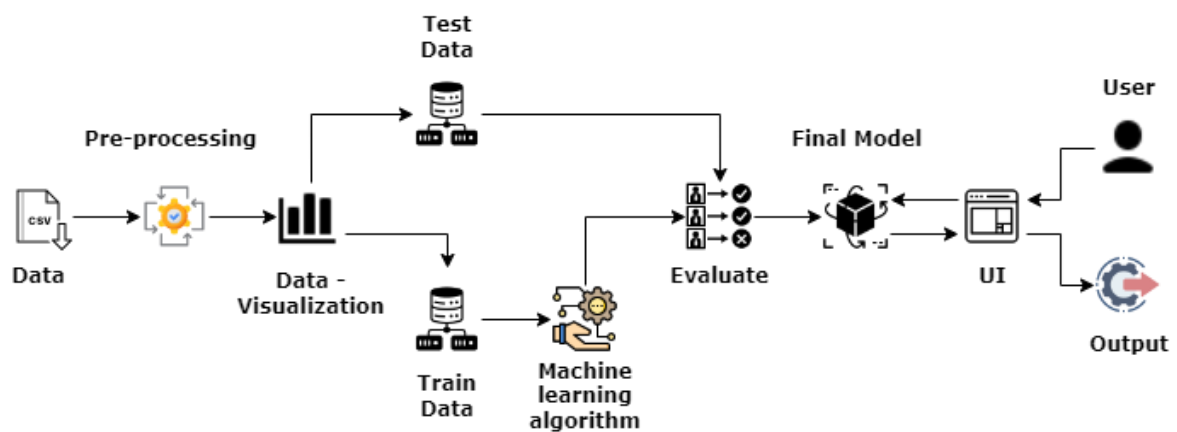 Test
Data
User
Pre-processing
Final Model
CSV
Data
Data -
Visualization
Evaluate
UI
Output
Train
Data
Machine
learning
algorithm